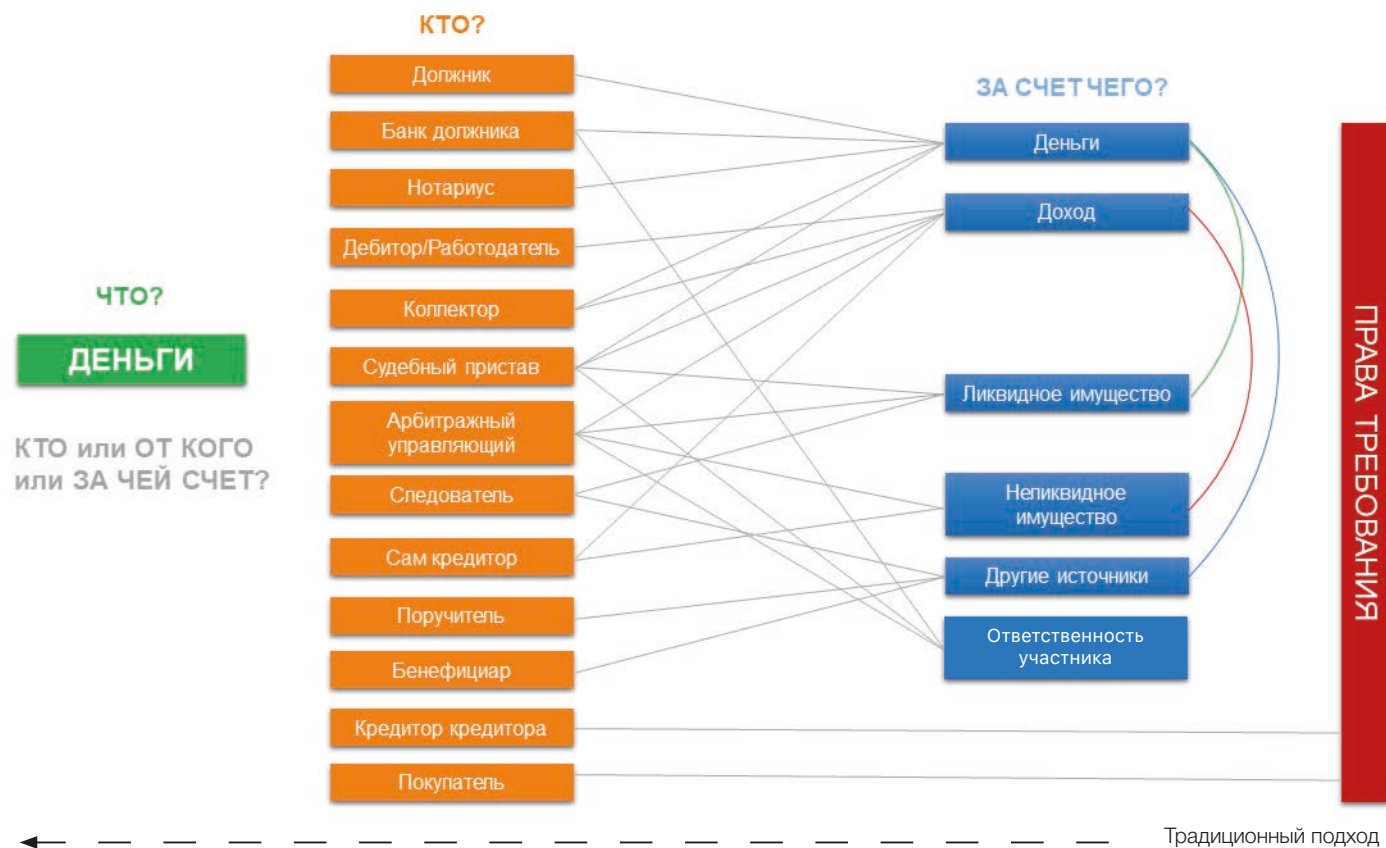 ЧТО?
ДЕНЬГИ
КТО или ОТ КОГО
или ЗА ЧЕЙ СЧЕТ?
КТО?
Должник
Банк должника
Нотариус
Дебитор/Работодатель
Коллектор
Судебный пристав
Арбитражный
управляющий
Следователь
Сам кредитор
Поручитель
Бенефициар
Кредитор кредитора
Покупатель
ЗА СЧЕТ ЧЕГО?
Деньги
Доход
Ликвидное имущество
Неликвидное
имущество
Другие источники
Ответственность
участника
ПРАВА ТРЕБОВАНИЯ
Традиционный подход